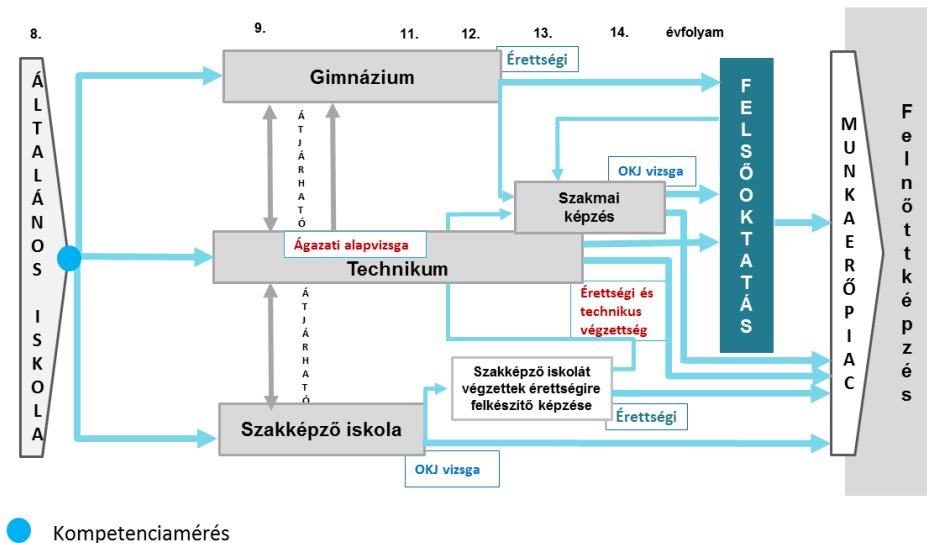 8.
9.
11.
12.
13.
14.
évfolyam
ÁLTALÁNOS ISKOLA
Gimnázium
Érettségi
ÁTJÁRHATÓ
FELSŐOKTATÁS
MUNKAERŐPIAC
Felnőttképzés
OKJ vizsga
Szakmai
képzés
Ágazati alapvizsga
Technikum
ÁTJÁRHATÓ
Érettségi és
technikus
végzettség
Szakképző iskolát
végzettek érettségire
felkészítő képzése
Érettségi
Szakképző iskola
OKJ vizsga
Kompetenciamérés